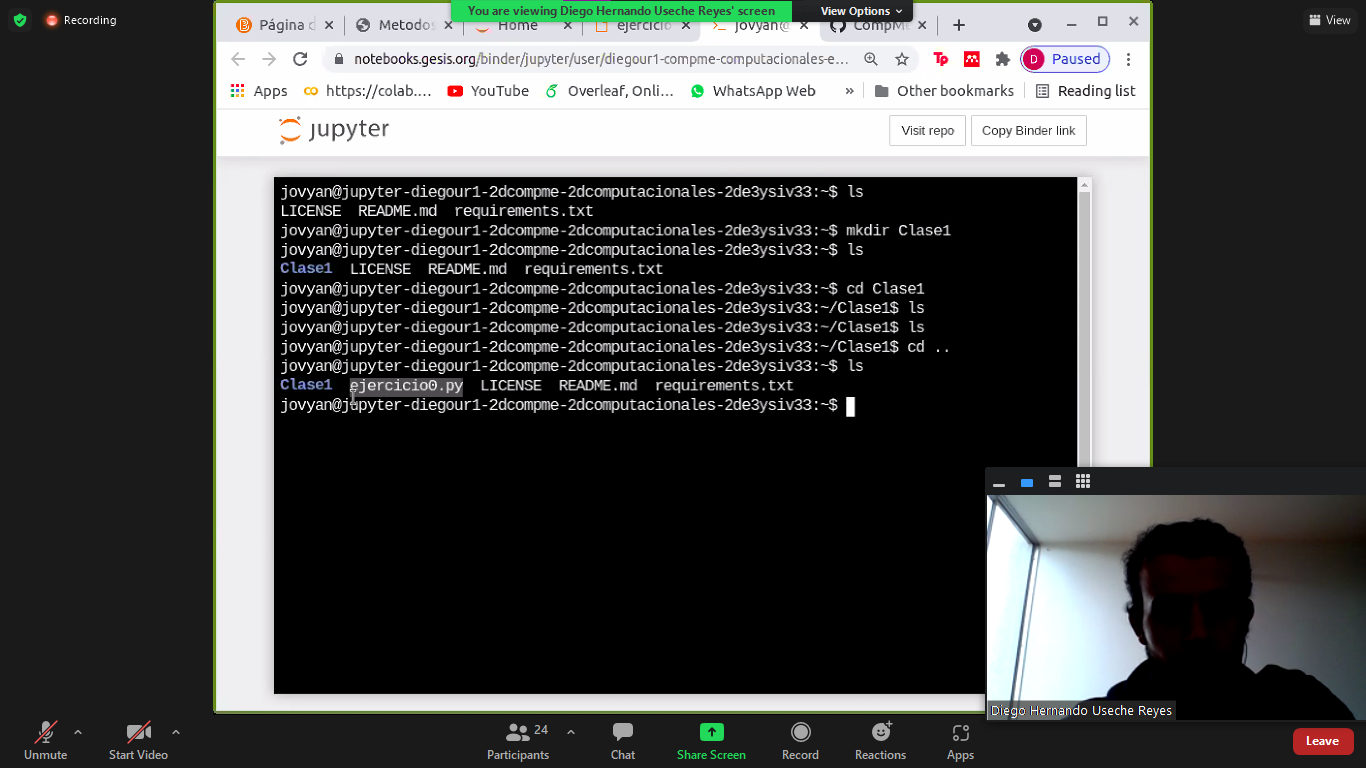 Recording
You are viewing Diego Hernando Useche Reyes' screen
View Options
View
Página
Metodos
Home
ejercicio
jovyan@
CompMe
notebooks.gesis.org/binder/jupyter/user/diegour1-compme-computacionales-e...
Tp
D Paused
Apps
https://colab....
YouTube
Overleaf, Onli...
WhatsApp Web
»
Other bookmarks
Reading list
jupyter
Visit repo
Copy Binder link
jovyan@jupyter-diegour1-2dcompme-2dcomputacionales-2de3ysiv33:~$ ls
LICENSE README.md requirements.txt
jovyan@jupyter-diegour1-2dcompme-2dcomputacionales-2de3ysiv33:~$ mkdir Clase1
jovyan@jupyter-diegour1-2dcompme-2dcomputacionales-2de3ysiv33:~$ ls
Clase1 LICENSE README.md requirements.txt
jovyan@jupyter-diegour1-2dcompme-2dcomputacionales-2de3ysiv33:~$ cd Clase1
jovyan@jupyter-diegour1-2dcompme-2dcomputacionales-2de3ysiv33:~/Clase1$ ls
jovyan@jupyter-diegour1-2dcompme-2dcomputacionales-2de3ysiv33:~/Clase1$ ls
jovyan@jupyter-diegour1-2dcompme-2dcomputacionales-2de3ysiv33:~/Clase1$ cd ..
jovyan@jupyter-diegour1-2dcompme-2dcomputacionales-2de3ysiv33:~$ ls
Clase1 ejercicio0.py LICENSE README.md requirements.txt
jovyan@jupyter-diegour1-2dcompme-2dcomputacionales-2de3ysiv33:~$
Diego Hernando Useche Reyes
Unmute
Start Video
24
Participants
Chat
Share Screen
Record
Reactions
Apps
Leave